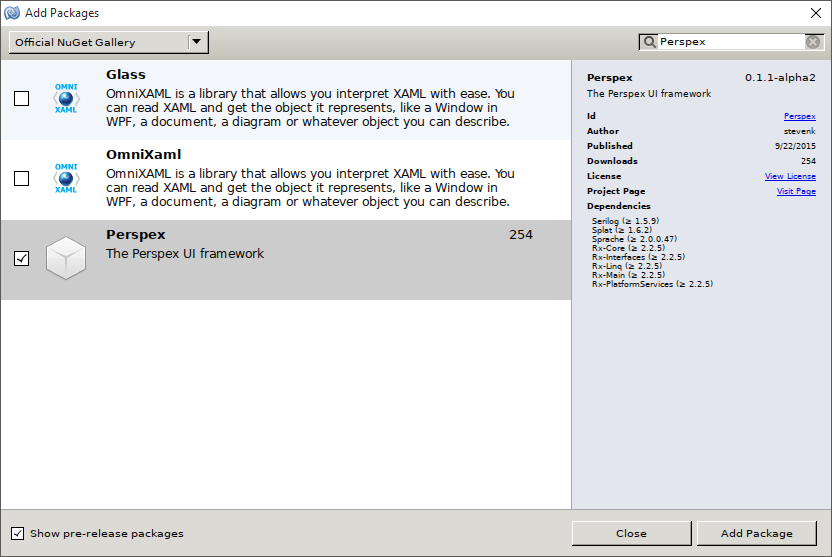 Add Packages
Official NuGet Gallery
Perspex
Glass
OmniXAML is a library that allows you interpret XAML with ease. You
can read XAML and get the object it represents, like a Window in
WPF, a document, a diagram or whatever object you can describe.
OMNI
XAML
OmniXaml
OmniXAML is a library that allows you interpret XAML with ease. You
can read XAML and get the object it represents, like a Window in
WPF, a document, a diagram or whatever object you can describe.
OMNI
XAML
Perspex 254
The Perspex UI framework
Perspex 0.1.1-alpha2
The Perspex UI framework
Id Perspex
Author stevenk
Published 9/22/2015
Downloads 254
License View License
Project Page Visit Page
Dependencies
Serilog (≥ 1.5.9)
Splat (≥ 1.6.2)
Sprache (≥ 2.0.0.47)
Rx-Core (≥ 2.2.5)
Rx-Interfaces (≥ 2.2.5)
Rx-Linq (≥ 2.2.5)
Rx-Main (≥ 2.2.5)
Rx-PlatformServices (≥ 2.2.5)
Show pre-release packages
Close
Add Package